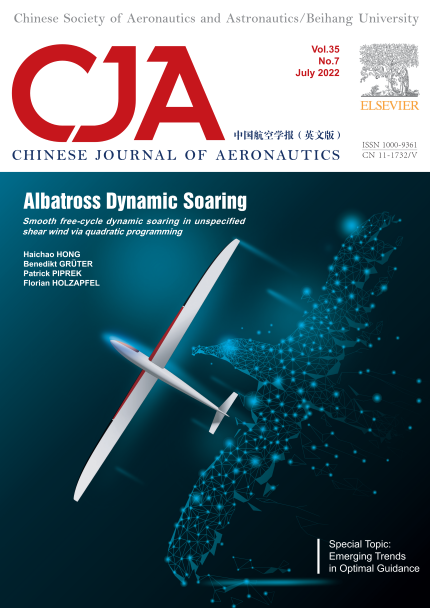 Chinese Society of Aeronautics and Astronautics/Beihang University
Vol.35
No.7
July 2022
CJA
ELSEVIER
中国航空学报（英文版）
CHINESE JOURNAL OF AERONAUTICS
ISSN 1000-9361
CN 11-1732/V
Albatross Dynamic Soaring
Smooth free-cycle dynamic soaring in unspecified
shear wind via quadratic programming
Haichao HONG
Benedikt GRÜTER
Patrick PIPREK
Florian HOLZAPFEL
Special Topic:
Emerging Trends
in Optimal Guidance